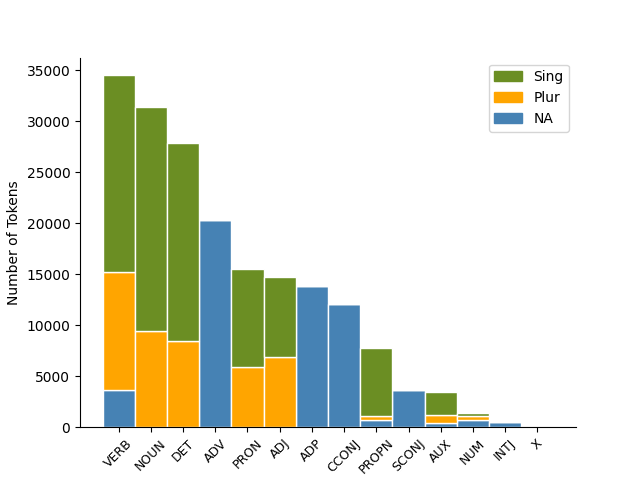 Sing
Plur
NA
Number of Tokens
35000
30000
25000
20000
15000
10000
5000
0
VERB
NOUN
DET
ADV
PRON
ADJ
ADP
CCONJ
PROPN
SCONJ
AUX
NUM
INTJ
X